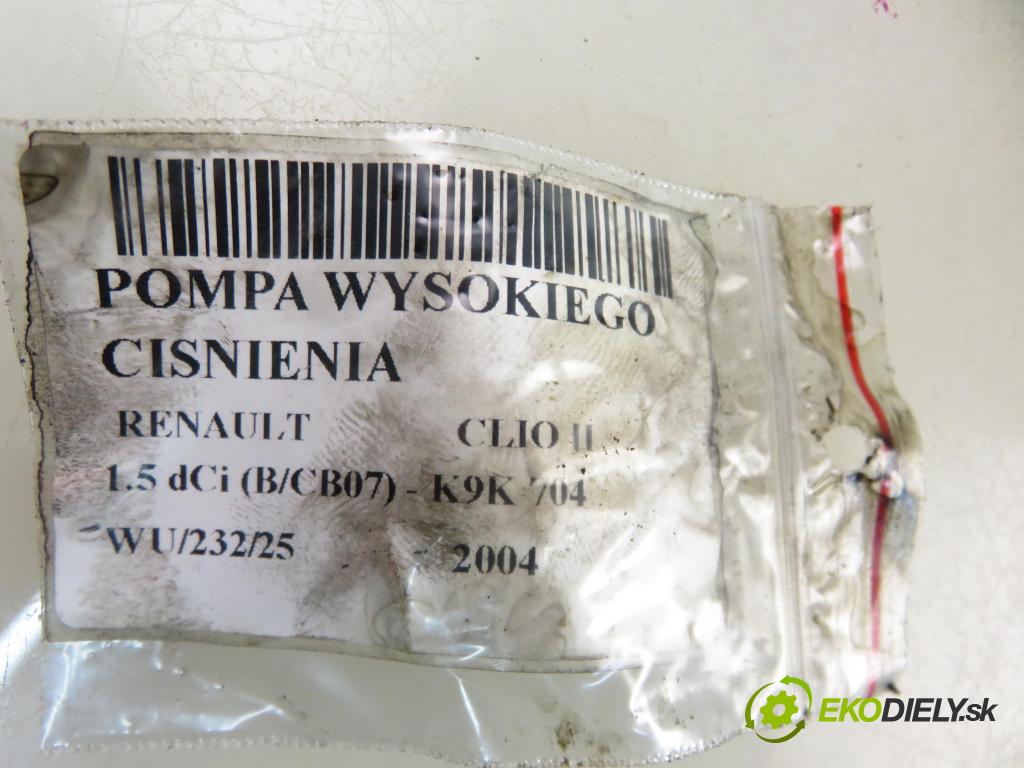 POMPA WYSOKIEGO
CISNIENIA
RENAULT CLIO II
1.5 dCi (B/CB07) - K9K 704
WU/232/25 - 2004
EKODIELY.sk